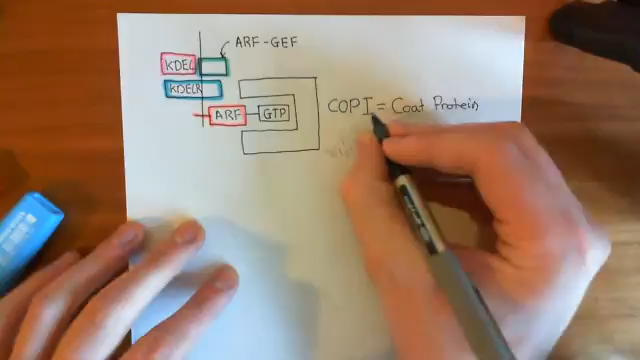 ARF-GEF
KDEL
KDELR
ARF
GTP
COPI = Coat Protein